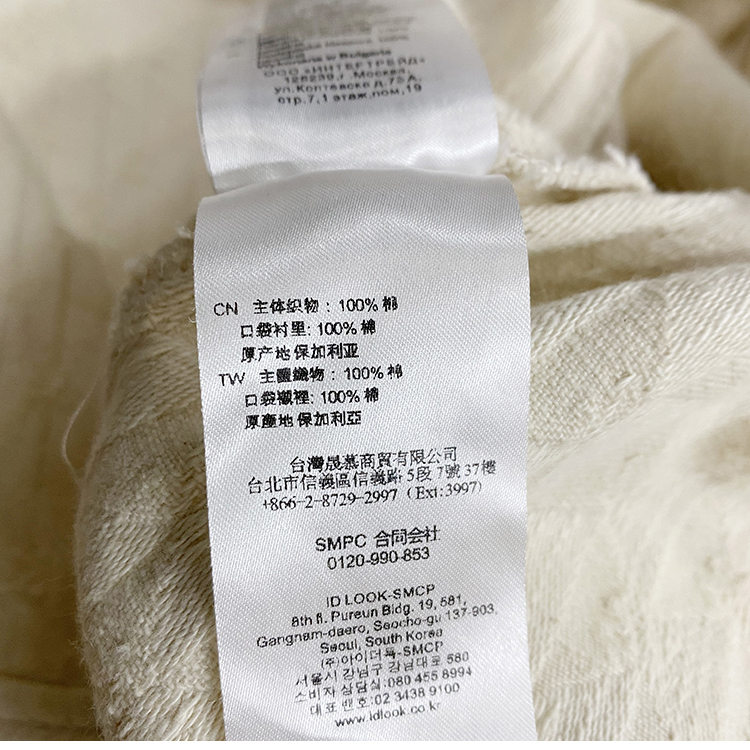 in Bulgaria
ООО «ИНТЕРТРЕЙД»
125239, г. Москва,
ул.Коптевска Д.75 А,
стр.7,1 этаж,пом,19
CN 主体织物：100% 棉
口袋衬里: 100% 棉
原产地 保加利亚
TW 主體織物：100% 棉
口袋襯裡: 100% 棉
原產地 保加利亞
台灣晟慕商貿有限公司
台北市信義區信義路 5段 7號 37樓
+866-2-8729-2997（Ext:3997）
SMPC 合同会社
0120-990-853
ID LOOK-SMCP
8th fl. Pureun Bldg. 19, 581,
Gangnam-daero, Seocho-gu 137-903,
Seoul, South Korea
(주)아이더룩-SMCP
서울시 강남구 강남대로 580
소비자 상담실:080 455 8994
대표 번호:02 3438 9100
www.idlook.co.kr